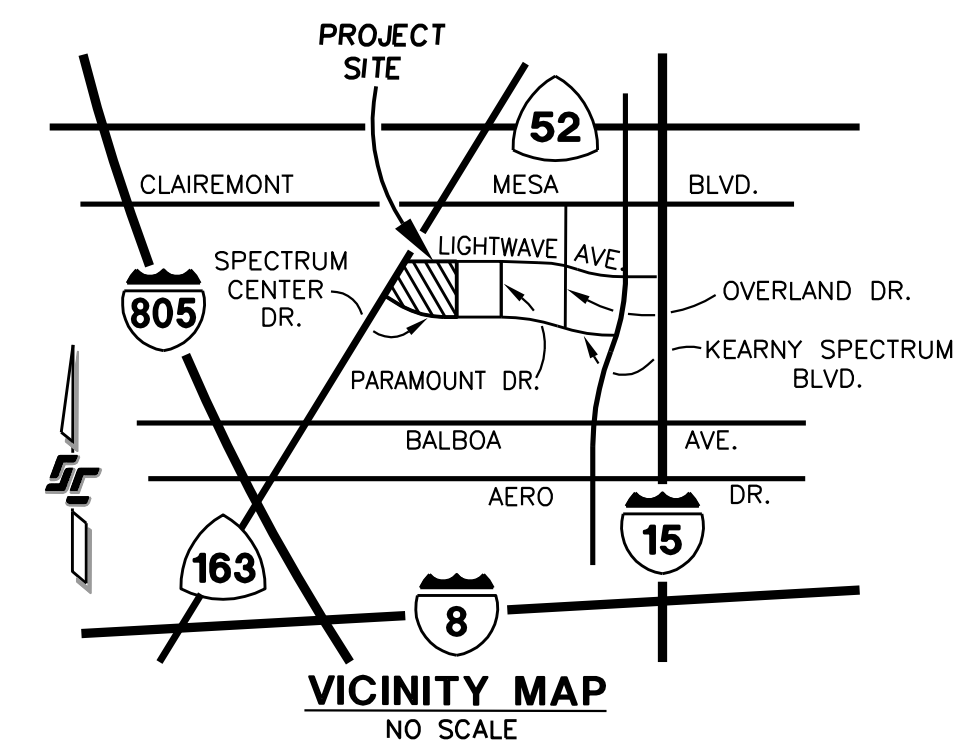 PROJECT
SITE
52
CLAIREMONT MESA BLVD.
LIGHTWAVE AVE.
SPECTRUM
CENTER
DR.
805
OVERLAND DR.
KEARNY SPECTRUM
BLVD.
PARAMOUNT DR.
BALBOA AVE.
AERO DR.
15
163
8
VICINITY MAP
NO SCALE